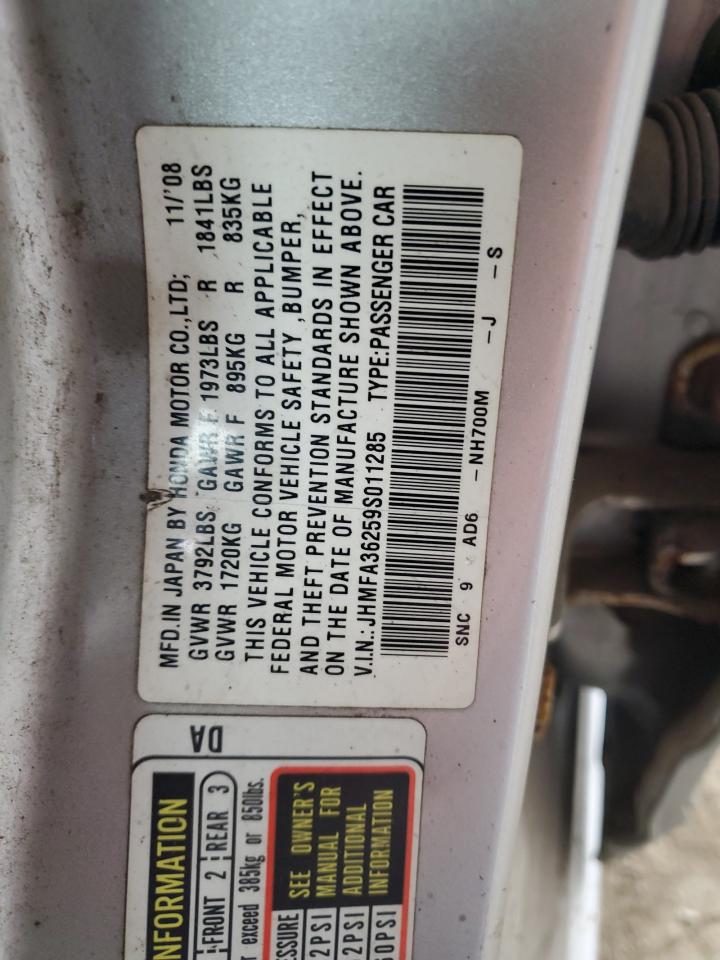 MFD.IN JAPAN BY HONDA MOTOR CO.,LTD; 11/'08
GVWR 3792LBS GAWR F 1973LBS R 1841LBS
GVWR 1720KG GAWR F 895KG R 835KG
THIS VEHICLE CONFORMS TO ALL APPLICABLE
FEDERAL MOTOR VEHICLE SAFETY ,BUMPER,
AND THEFT PREVENTION STANDARDS IN EFFECT
ON THE DATE OF MANUFACTURE SHOWN ABOVE.
V.I.N.: JHMFA36259S011285 TYPE:PASSENGER CAR
SNC 9 AD6 -NH700M -J -S
DA
INFORMATION
FRONT 2 REAR 3
exceed 385kg or 850lbs.
SEE OWNER'S
MANUAL FOR
ADDITIONAL
INFORMATION
2PSI
2PSI
60PSI